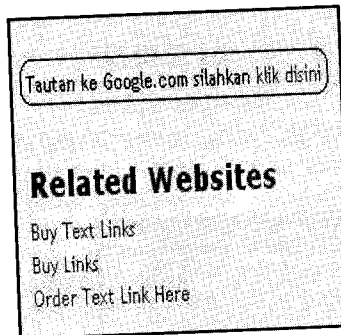 Tautan ke Google.com silahkan klik disini
Related Websites
Buy Text Links
Buy Links
Order Text Link Here